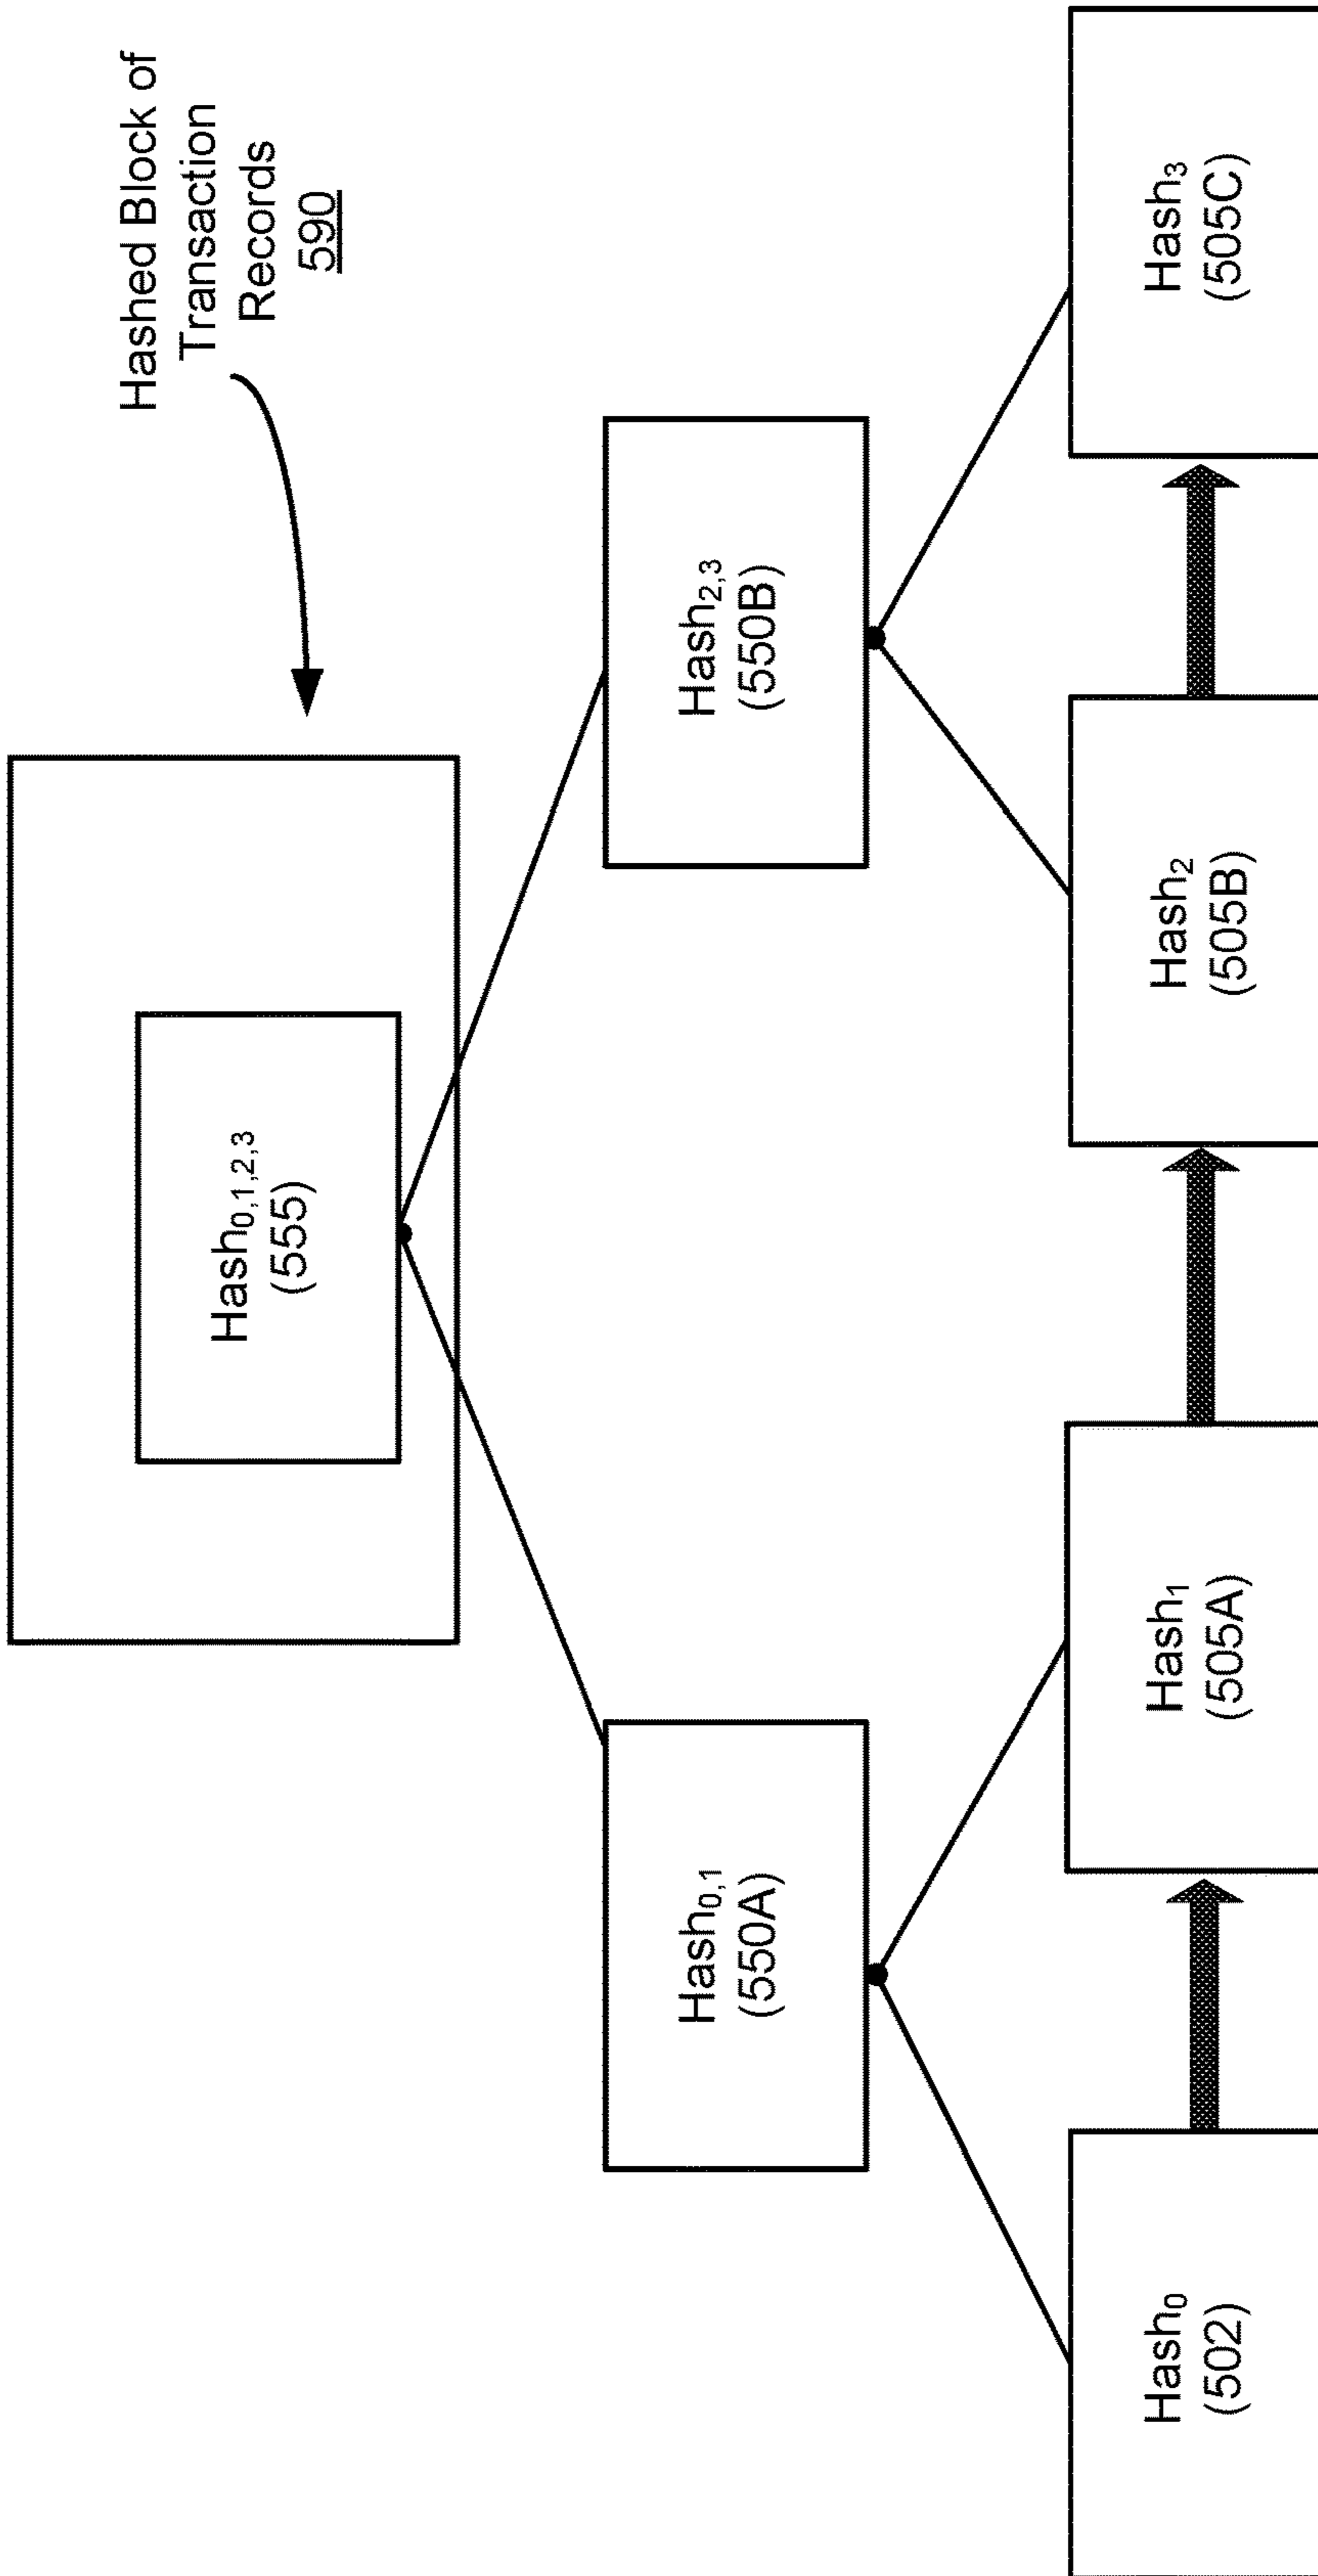 Hashed Block of
Transaction
Records
590
Hash0,1,2,3
(555)
Hash0,1
(550A)
Hash2,3
(550B)
Hash0
(502)
Hash1
(505A)
Hash2
(505B)
Hash3
(505C)